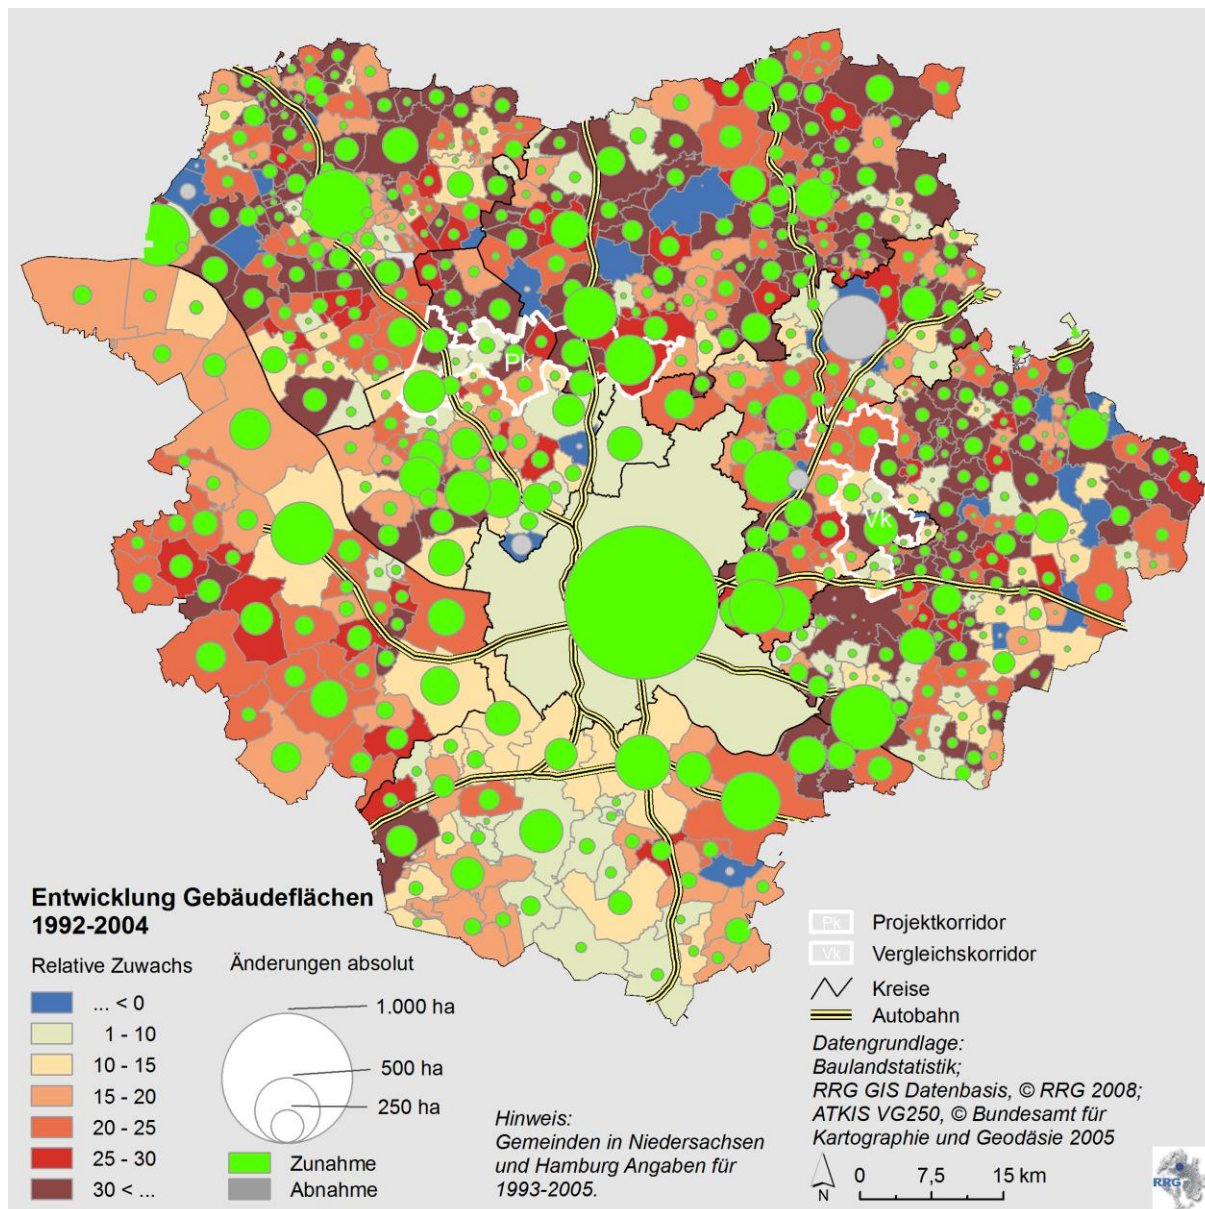 Pk
Vk
Entwicklung Gebäudeflächen
1992-2004
Relative Zuwachs
... < 0
1 - 10
10 - 15
15 - 20
20 - 25
25 - 30
30 < ...
Änderungen absolut
1.000 ha
500 ha
250 ha
Zunahme
Abnahme
Hinweis:
Gemeinden in Niedersachsen
und Hamburg Angaben für
1993-2005.
Pk Projektkorridor
Vk Vergleichskorridor
Kreise
Autobahn
Datengrundlage:
Baulandstatistik;
RRG GIS Datenbasis, © RRG 2008;
ATKIS VG250, © Bundesamt für
Kartographie und Geodäsie 2005
N
0 7,5 15 km
RRG